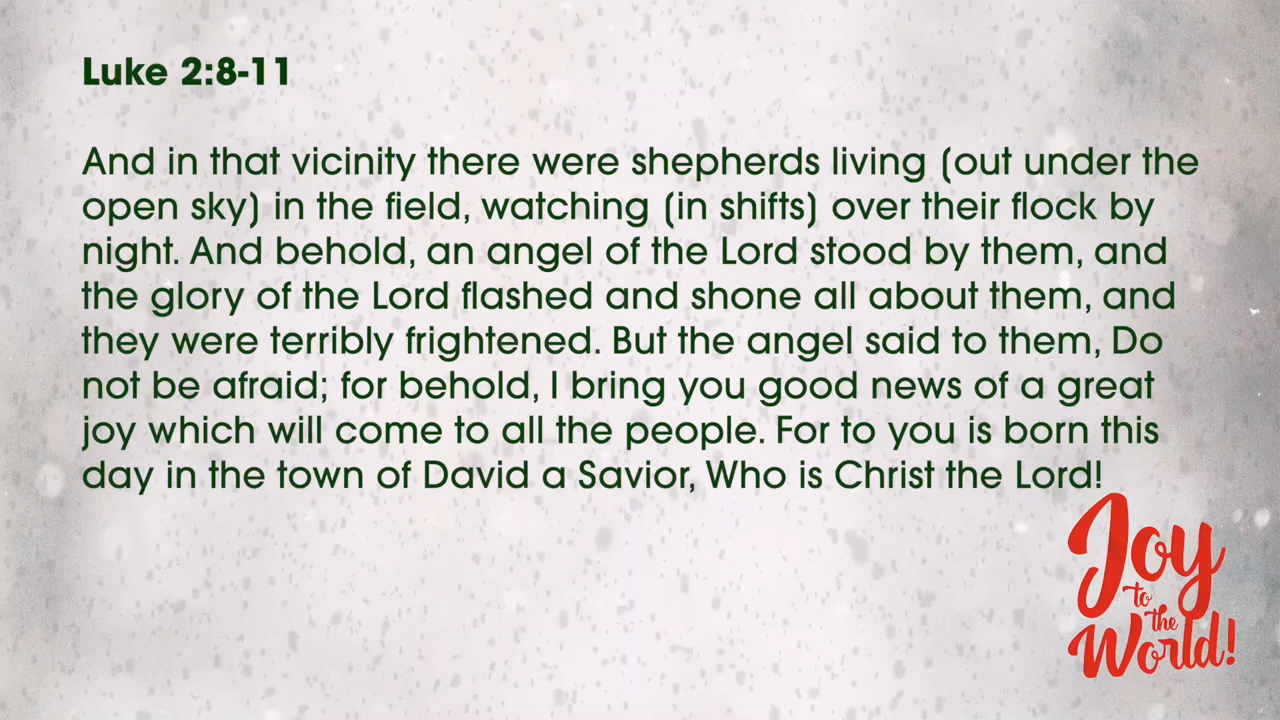 Luke 2:8-11
And in that vicinity there were shepherds living (out under the
open sky) in the field, watching (in shifts) over their flock by
night. And behold, an angel of the Lord stood by them, and
the glory of the Lord flashed and shone all about them, and
they were terribly frightened. But the angel said to them, Do
not be afraid; for behold, I bring you good news of a great
joy which will come to all the people. For to you is born this
day in the town of David a Savior, Who is Christ the Lord!
Joy
to
the
World!